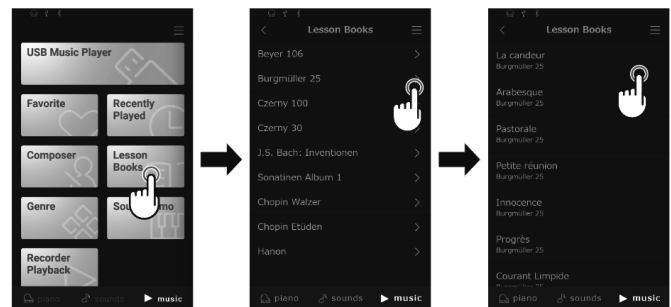 USB Music Player
Favorite
Recently
Played
Composer
Lesson
Books
Genre
Recorder
Playback
piano
sounds
music
Lesson Books
Beyer 106
Burgmüller 25
Czerny 100
Czerny 30
J.S. Bach: Inventionen
Sonatinen Album 1
Chopin Walzer
Chopin Etüden
Hanon
piano
sounds
music
Lesson Books
La candeur
Burgmüller 25
Arabesque
Burgmüller 25
Pastorale
Burgmüller 25
Petite réunion
Burgmüller 25
Innocence
Burgmüller 25
Progrès
Burgmüller 25
Courant Limpide
piano
sounds
music